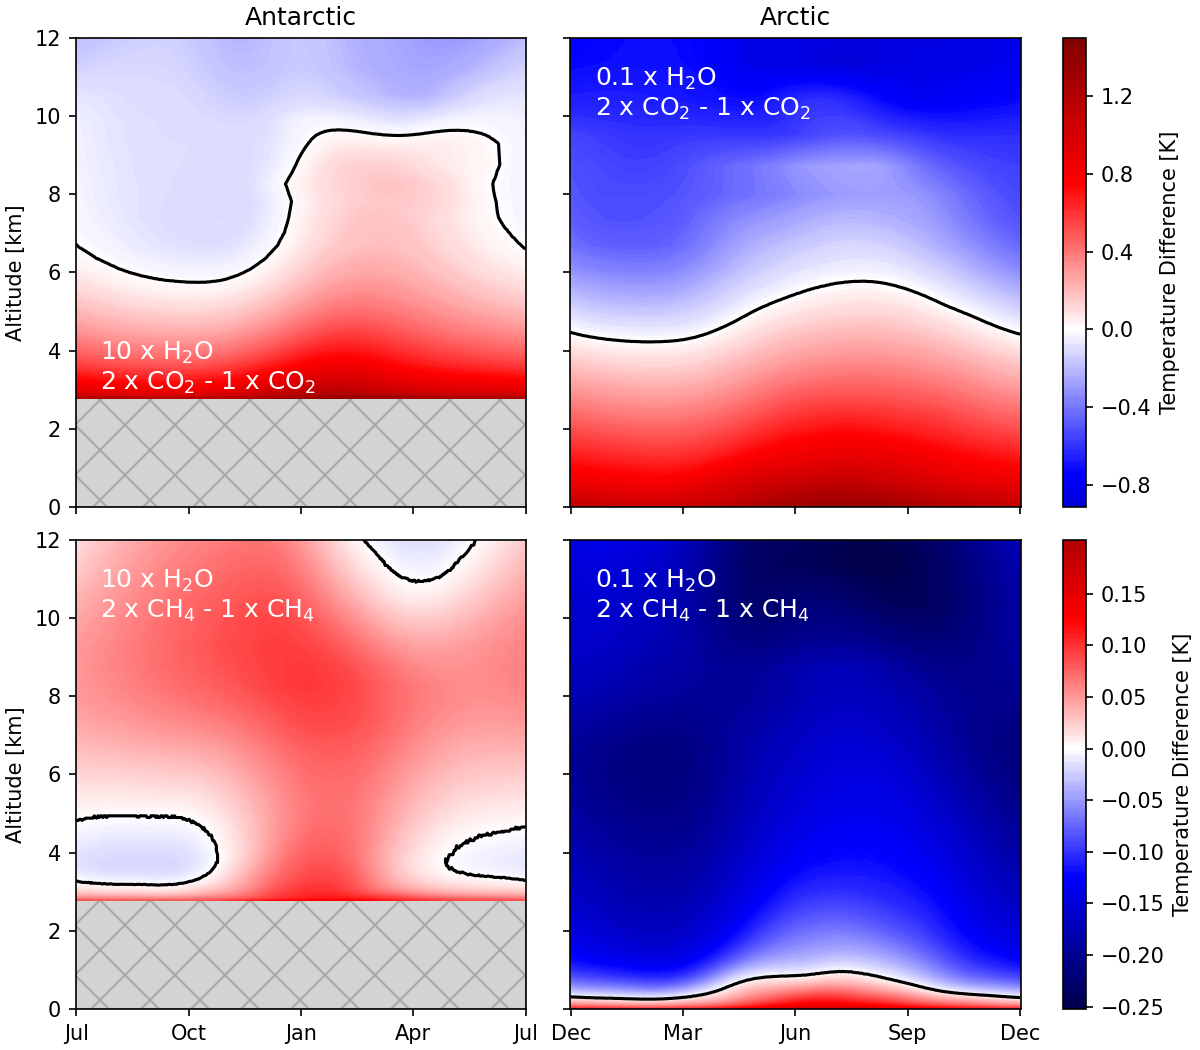 Antarctic
Arctic
12
10
8
6
4
2
0
Altitude [km]
10 x H₂O
2 x CO₂ - 1 x CO₂
0.1 x H₂O
2 x CO₂ - 1 x CO₂
1.2
0.8
0.4
0.0
−0.4
−0.8
Temperature Difference [K]
12
10
8
6
4
2
0
Altitude [km]
10 x H₂O
2 x CH₄ - 1 x CH₄
Jul Oct Jan Apr Jul
0.1 x H₂O
2 x CH₄ - 1 x CH₄
Dec Mar Jun Sep Dec
0.15
0.10
0.05
0.00
−0.05
−0.10
−0.15
−0.20
−0.25
Temperature Difference [K]